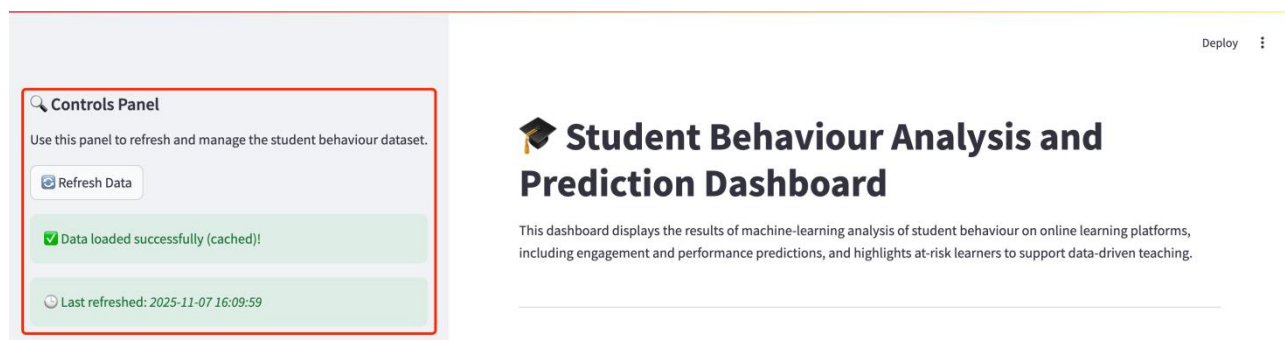 Deploy
Controls Panel
Use this panel to refresh and manage the student behaviour dataset.
Refresh Data
Data loaded successfully (cached)!
Last refreshed: 2025-11-07 16:09:59
Student Behaviour Analysis and
Prediction Dashboard
This dashboard displays the results of machine-learning analysis of student behaviour on online learning platforms,
including engagement and performance predictions, and highlights at-risk learners to support data-driven teaching.